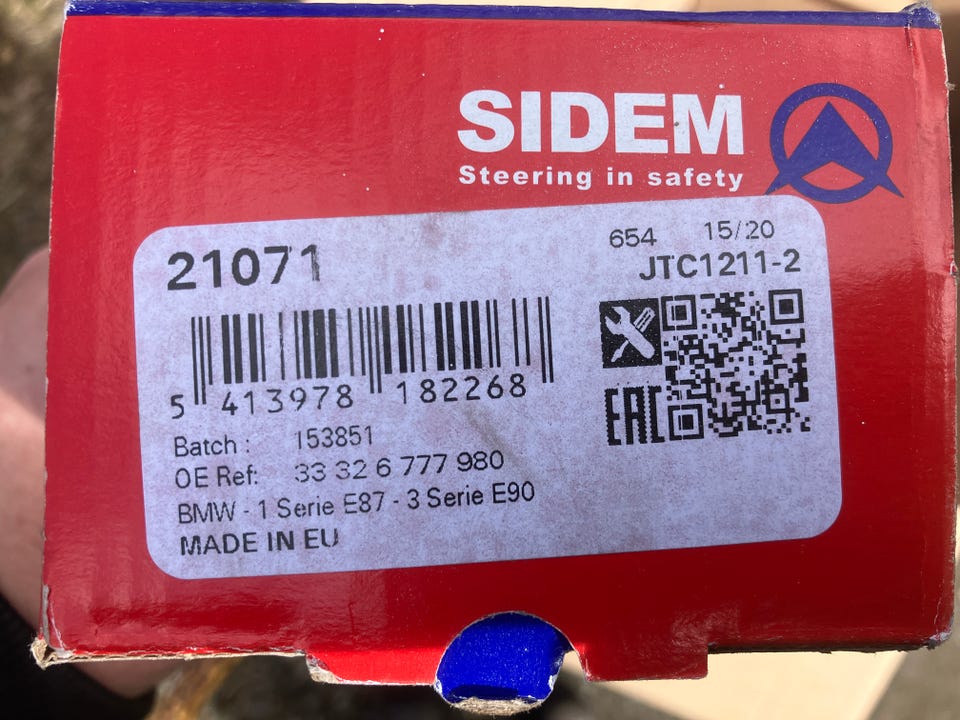 SIDEM
Steering in safety
21071
654 15/20
JTC1211-2
5 413978 182268
EAC
Batch : 153851
OE Ref: 33 32 6 777 980
BMW - 1 Serie E87 - 3 Serie E90
MADE IN EU